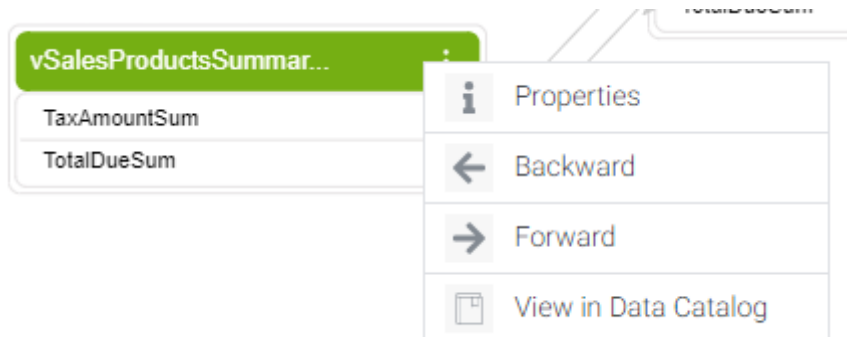 vSalesProductsSummar...
TaxAmountSum
TotalDueSum
Properties
Backward
Forward
View in Data Catalog